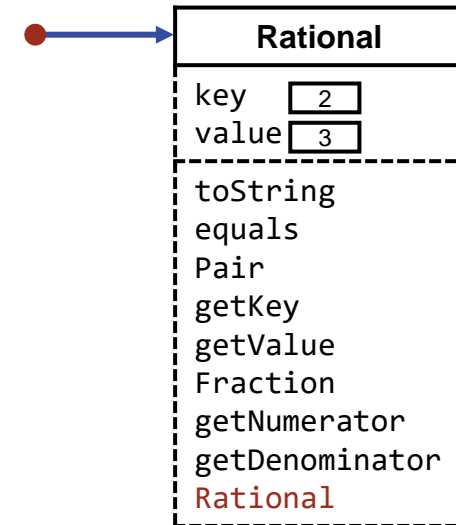 Rational
key 2
value 3
toString
equals
Pair
getKey
getValue
Fraction
getNumerator
getDenominator
Rational